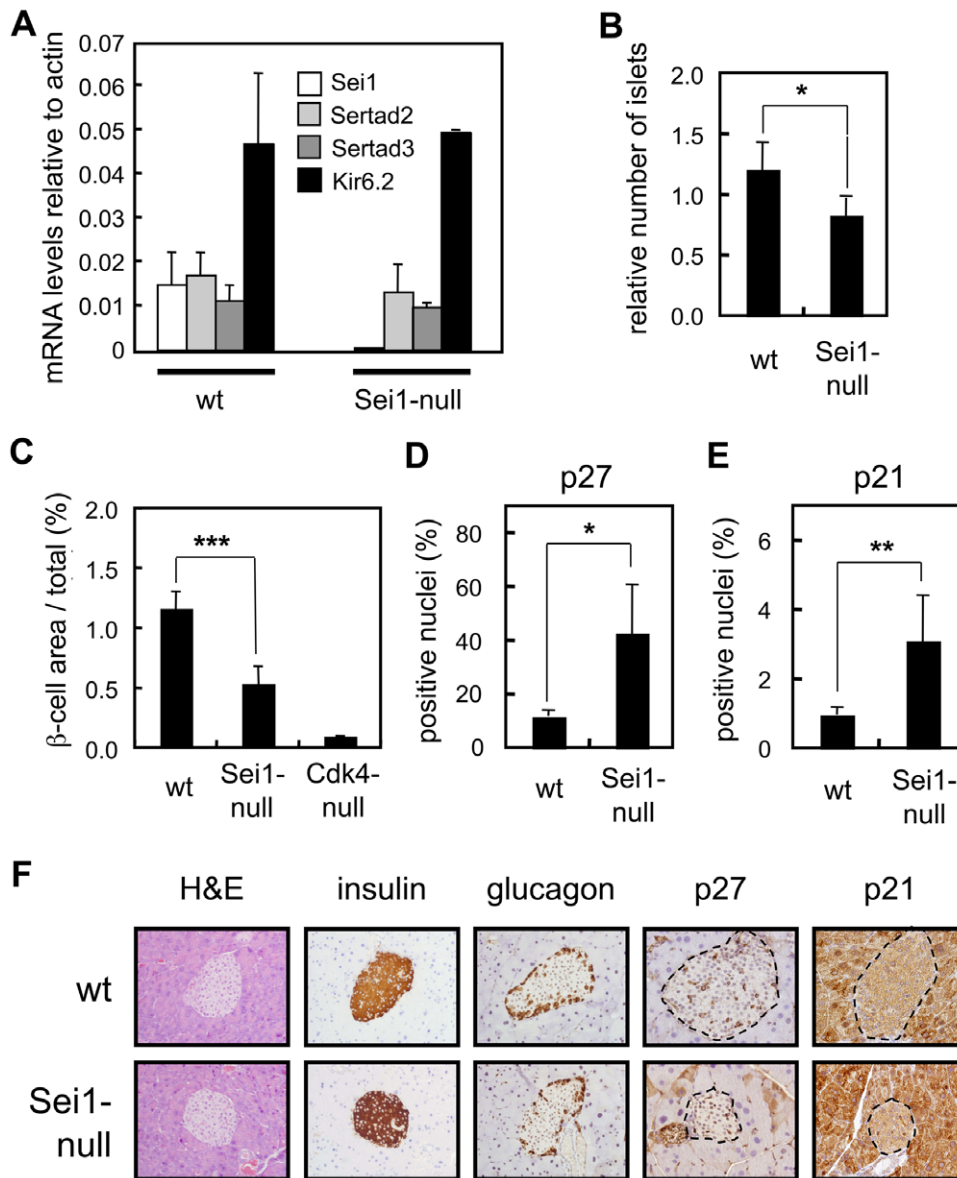 A
mRNA levels relative to actin
0.07
0.06
0.05
0.04
0.03
0.02
0.01
0
Sei1
Sertad2
Sertad3
Kir6.2
wt
Sei1-null
B
relative number of islets
2.0
1.5
1.0
0.5
0.0
*
wt
Sei1-
null
C
β-cell area / total (%)
2.0
1.5
1.0
0.5
0.0
***
wt
Sei1-
null
Cdk4-
null
D
p27
positive nuclei (%)
80
60
40
20
0
*
wt
Sei1-
null
E
p21
positive nuclei (%)
6
4
2
0
**
wt
Sei1-
null
F
H&E
insulin
glucagon
p27
p21
wt
Sei1-
null